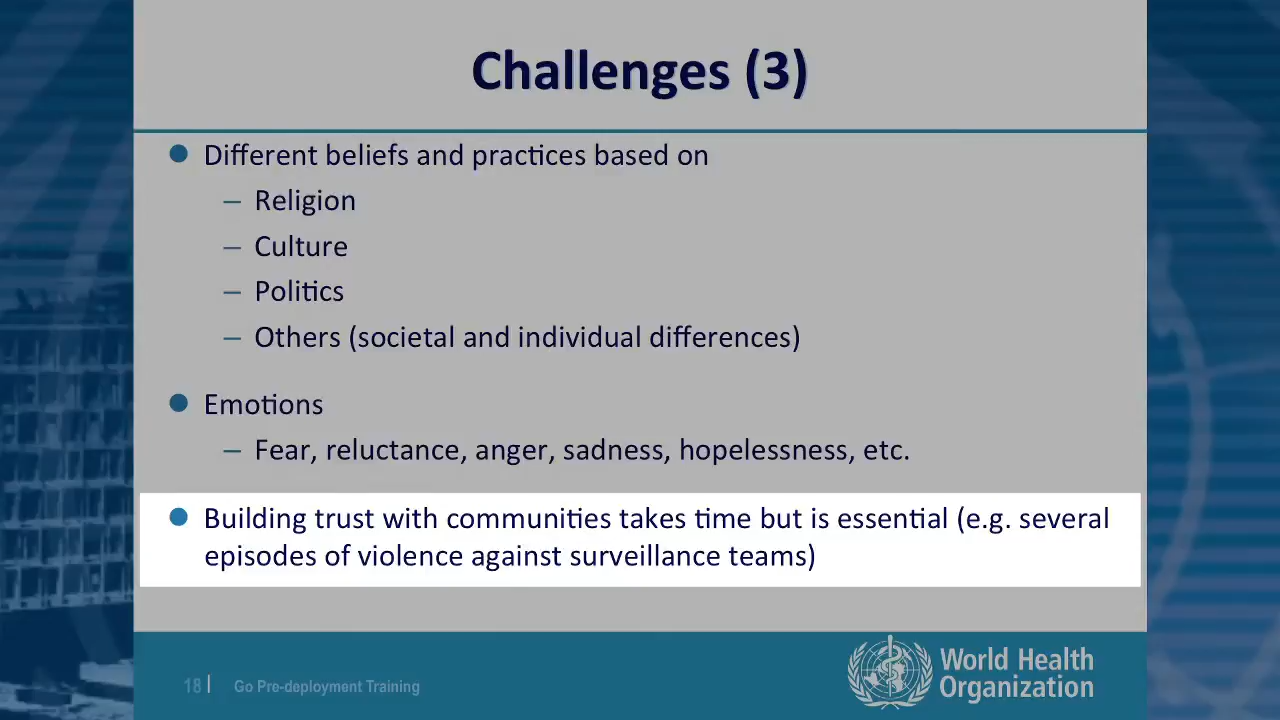 Challenges (3)
Different beliefs and practices based on
– Religion
– Culture
– Politics
– Others (societal and individual differences)
Emotions
– Fear, reluctance, anger, sadness, hopelessness, etc.
Building trust with communities takes time but is essential (e.g. several
episodes of violence against surveillance teams)
18 | Go Pre-deployment Training
World Health
Organization